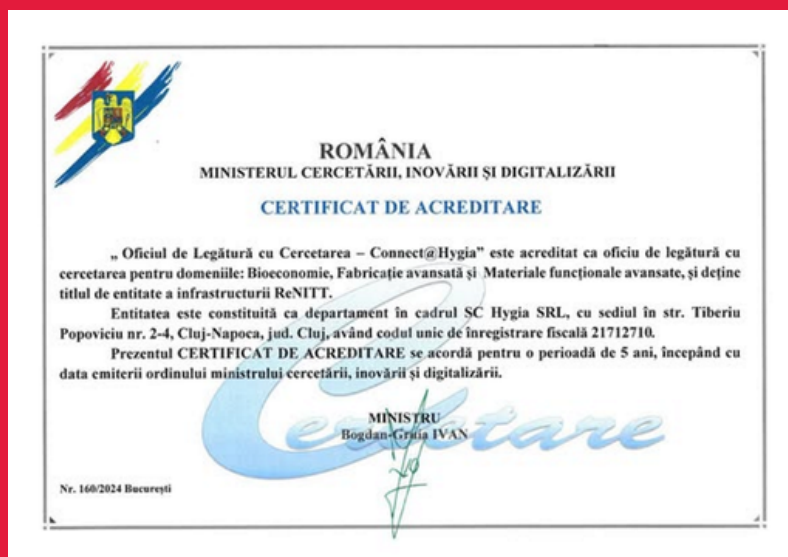 ROMÂNIA
MINISTERUL CERCETĂRII, INOVĂRII ȘI DIGITALIZĂRII
CERTIFICAT DE ACREDITARE
„ Oficiul de Legătură cu Cercetarea – Connect@Hygia” este acreditat ca oficiu de legătură cu
cercetarea pentru domeniile: Bioeconomie, Fabricație avansată și Materiale funcționale avansate, și deține
titlul de entitate a infrastructurii ReNITT.
Entitatea este constituită ca departament în cadrul SC Hygia SRL, cu sediul în str. Tiberiu
Popoviciu nr. 2-4, Cluj-Napoca, jud. Cluj, având codul unic de înregistrare fiscală 21712710.
Prezentul CERTIFICAT DE ACREDITARE se acordă pentru o perioadă de 5 ani, începând cu
data emiterii ordinului ministrului cercetării, inovării și digitalizării.
MINISTRU
Bogdan-Gruia IVAN
Cercetare
Nr. 160/2024 București